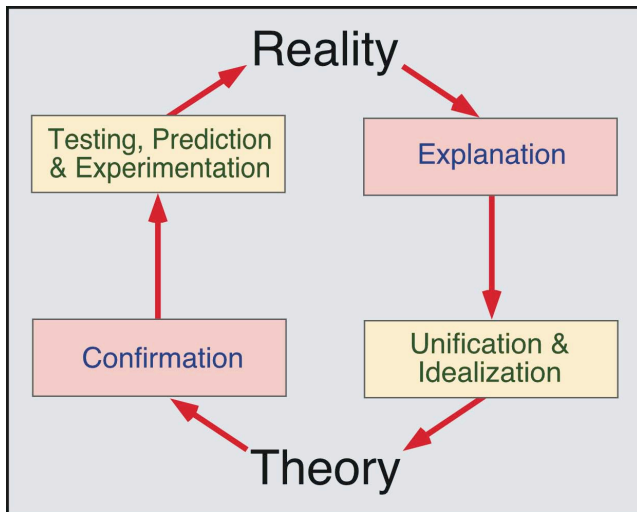 Reality
Testing, Prediction
& Experimentation
Explanation
Confirmation
Unification &
Idealization
Theory